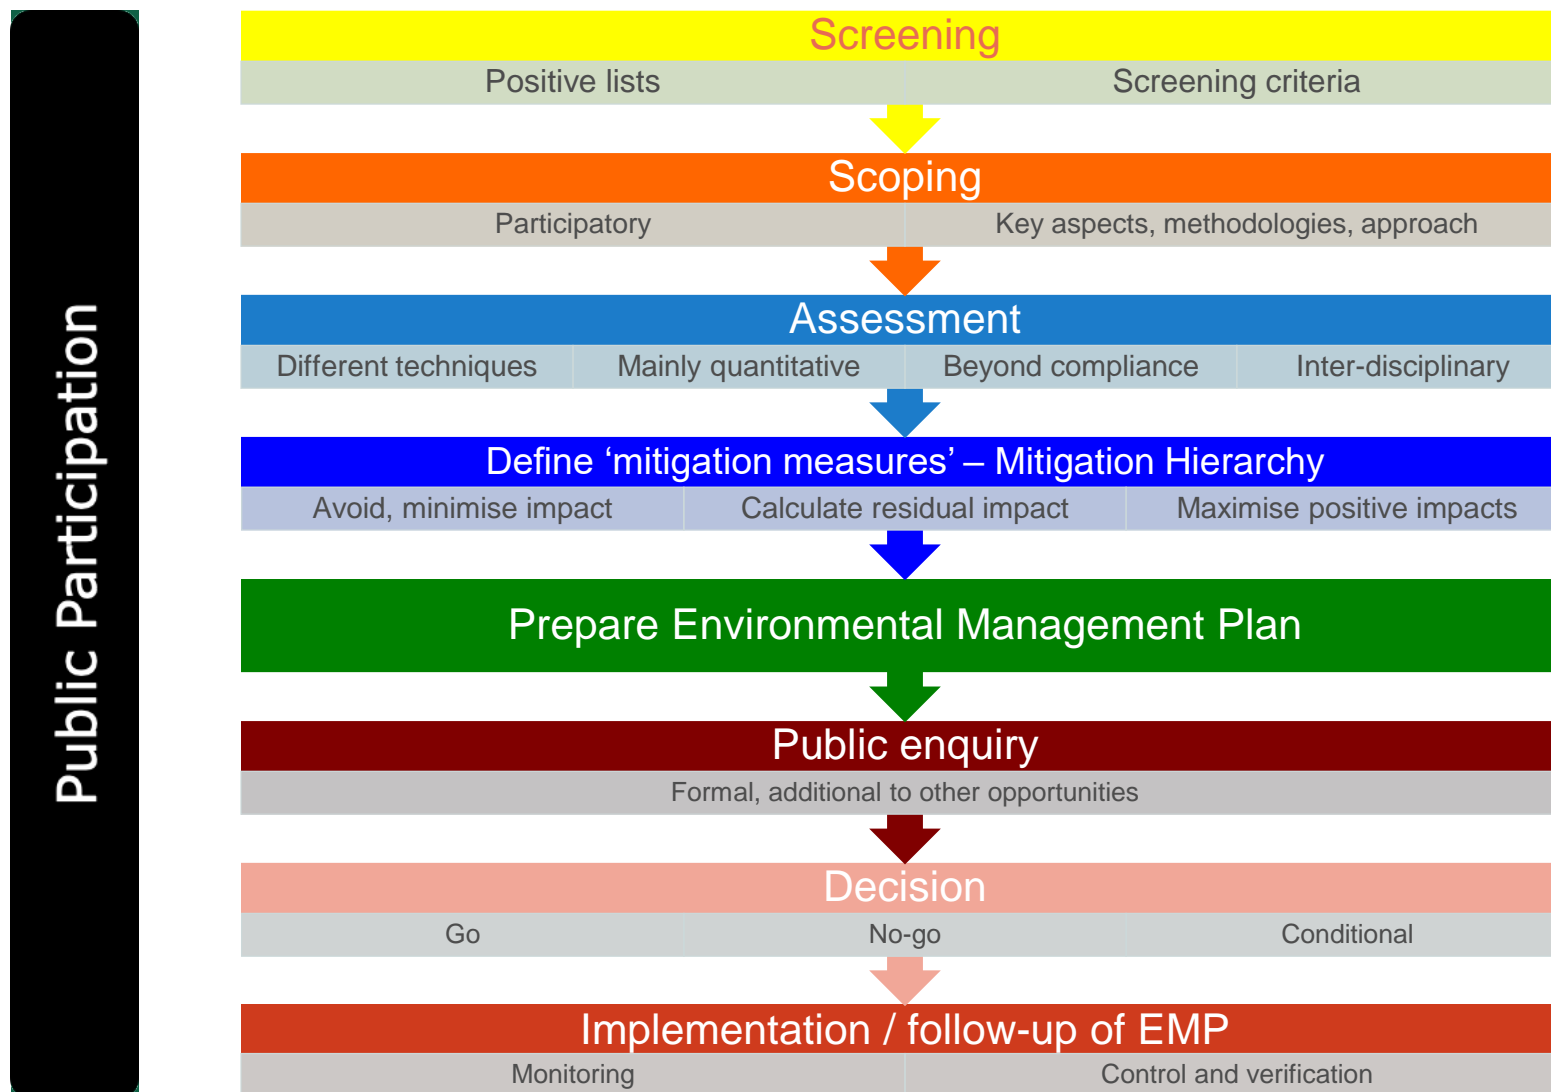 Public Participation
Screening
Positive lists
Screening criteria
Scoping
Participatory
Key aspects, methodologies, approach
Assessment
Different techniques
Mainly quantitative
Beyond compliance
Inter-disciplinary
Define ‘mitigation measures’ – Mitigation Hierarchy
Avoid, minimise impact
Calculate residual impact
Maximise positive impacts
Prepare Environmental Management Plan
Public enquiry
Formal, additional to other opportunities
Decision
Go
No-go
Conditional
Implementation / follow-up of EMP
Monitoring
Control and verification